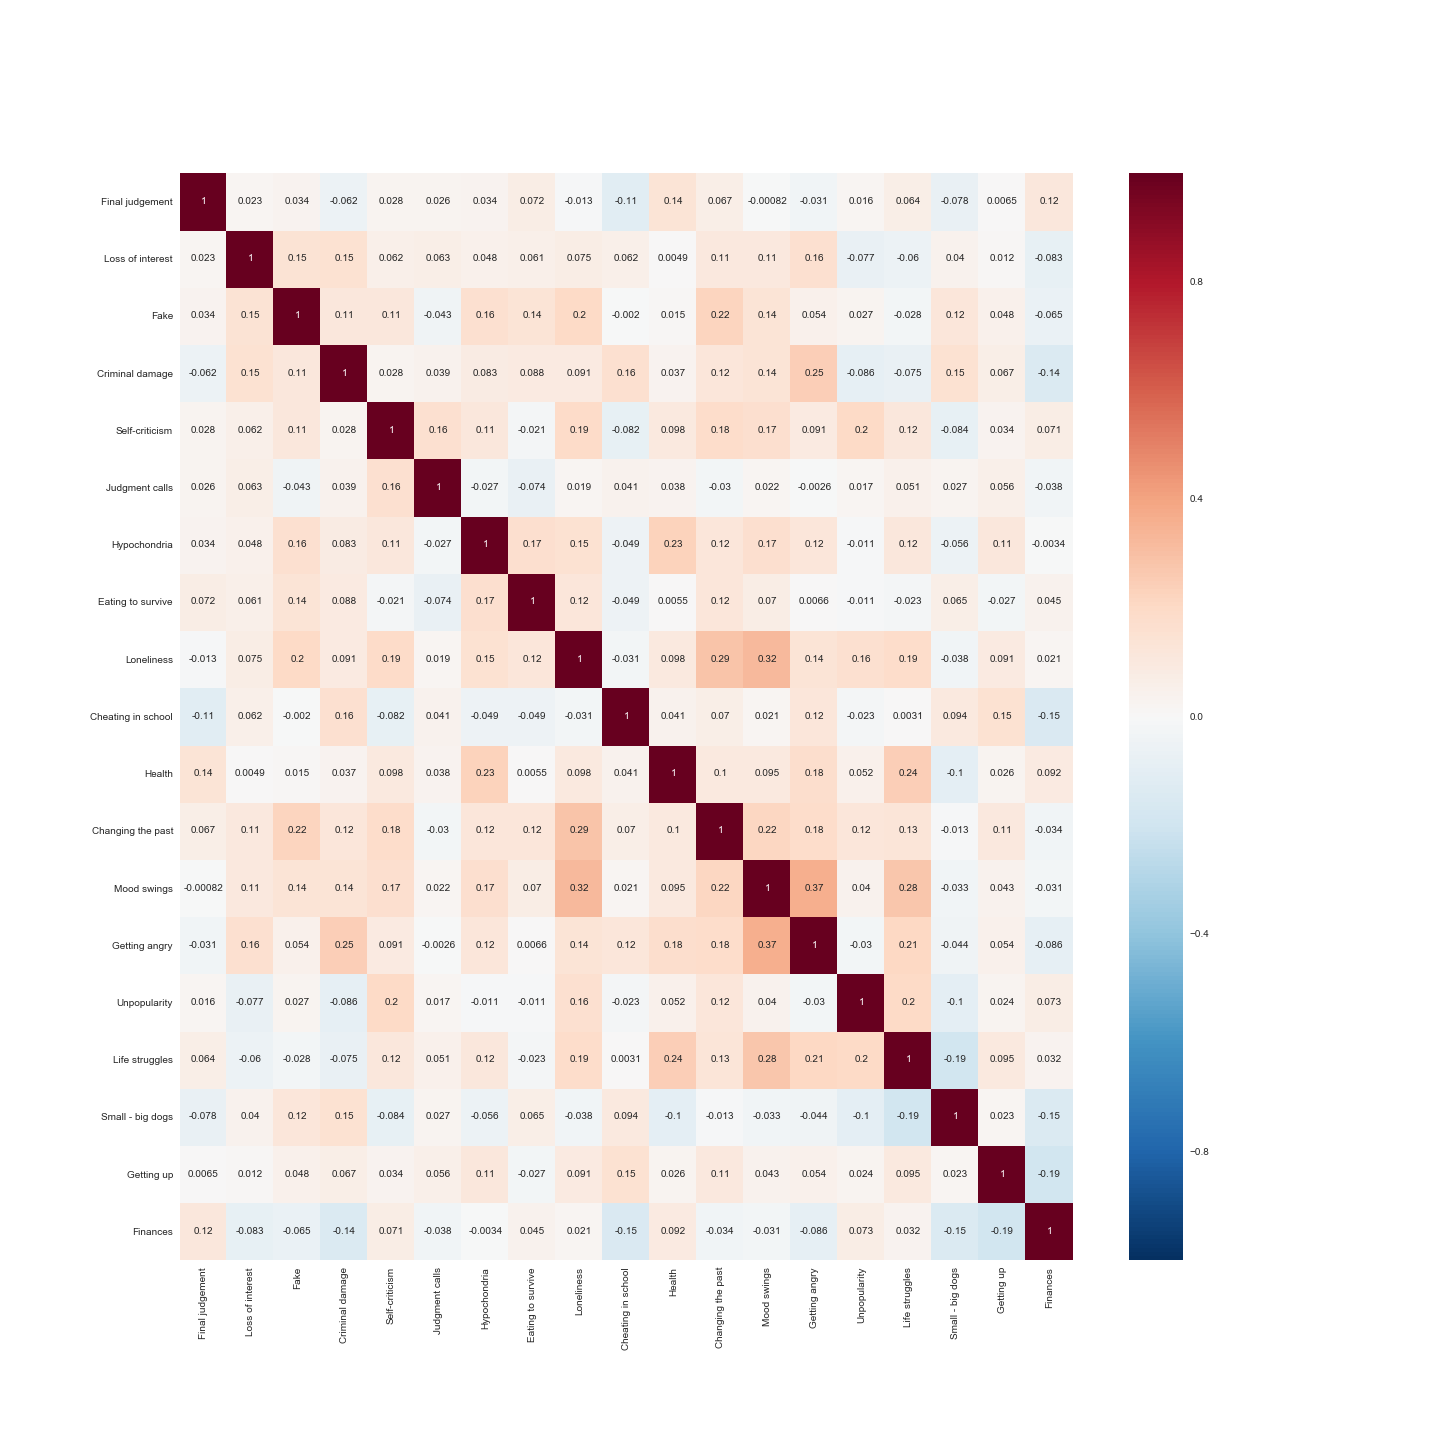 Final judgement 1 0.023 0.034 -0.062 0.028 0.026 0.034 0.072 -0.013 -0.11 0.14 0.067 -0.00082 -0.031 0.016 0.064 -0.078 0.0065 0.12
Loss of interest 0.023 1 0.15 0.15 0.062 0.063 0.048 0.061 0.075 0.062 0.0049 0.11 0.11 0.16 -0.077 -0.06 0.04 0.012 -0.083
0.8
Fake 0.034 0.15 1 0.11 0.11 -0.043 0.16 0.14 0.2 -0.002 0.015 0.22 0.14 0.054 0.027 -0.028 0.12 0.048 -0.065
Criminal damage -0.062 0.15 0.11 1 0.028 0.039 0.083 0.088 0.091 0.16 0.037 0.12 0.14 0.25 -0.086 -0.075 0.15 0.067 -0.14
Self-criticism 0.028 0.062 0.11 0.028 1 0.16 0.11 -0.021 0.19 -0.082 0.098 0.18 0.17 0.091 0.2 0.12 -0.084 0.034 0.071
Judgment calls 0.026 0.063 -0.043 0.039 0.16 1 -0.027 -0.074 0.019 0.041 0.038 -0.03 0.022 -0.0026 0.017 0.051 0.027 0.056 -0.038
0.4
Hypochondria 0.034 0.048 0.16 0.083 0.11 -0.027 1 0.17 0.15 -0.049 0.23 0.12 0.17 0.12 -0.011 0.12 -0.056 0.11 -0.0034
Eating to survive 0.072 0.061 0.14 0.088 -0.021 -0.074 0.17 1 0.12 -0.049 0.0055 0.12 0.07 0.0066 -0.011 -0.023 0.065 -0.027 0.045
Loneliness -0.013 0.075 0.2 0.091 0.19 0.019 0.15 0.12 1 -0.031 0.098 0.29 0.32 0.14 0.16 0.19 -0.038 0.091 0.021
Cheating in school -0.11 0.062 -0.002 0.16 -0.082 0.041 -0.049 -0.049 -0.031 1 0.041 0.07 0.021 0.12 -0.023 0.0031 0.094 0.15 -0.15
0.0
Health 0.14 0.0049 0.015 0.037 0.098 0.038 0.23 0.0055 0.098 0.041 1 0.1 0.095 0.18 0.052 0.24 -0.1 0.026 0.092
Changing the past 0.067 0.11 0.22 0.12 0.18 -0.03 0.12 0.12 0.29 0.07 0.1 1 0.22 0.18 0.12 0.13 -0.013 0.11 -0.034
Mood swings -0.00082 0.11 0.14 0.14 0.17 0.022 0.17 0.07 0.32 0.021 0.095 0.22 1 0.37 0.04 0.28 -0.033 0.043 -0.031
−0.4
Getting angry -0.031 0.16 0.054 0.25 0.091 -0.0026 0.12 0.0066 0.14 0.12 0.18 0.18 0.37 1 -0.03 0.21 -0.044 0.054 -0.086
Unpopularity 0.016 -0.077 0.027 -0.086 0.2 0.017 -0.011 -0.011 0.16 -0.023 0.052 0.12 0.04 -0.03 1 0.2 -0.1 0.024 0.073
Life struggles 0.064 -0.06 -0.028 -0.075 0.12 0.051 0.12 -0.023 0.19 0.0031 0.24 0.13 0.28 0.21 0.2 1 -0.19 0.095 0.032
Small - big dogs -0.078 0.04 0.12 0.15 -0.084 0.027 -0.056 0.065 -0.038 0.094 -0.1 -0.013 -0.033 -0.044 -0.1 -0.19 1 0.023 -0.15
−0.8
Getting up 0.0065 0.012 0.048 0.067 0.034 0.056 0.11 -0.027 0.091 0.15 0.026 0.11 0.043 0.054 0.024 0.095 0.023 1 -0.19
Finances 0.12 -0.083 -0.065 -0.14 0.071 -0.038 -0.0034 0.045 0.021 -0.15 0.092 -0.034 -0.031 -0.086 0.073 0.032 -0.15 -0.19 1
Final judgement
Loss of interest
Fake
Criminal damage
Self-criticism
Judgment calls
Hypochondria
Eating to survive
Loneliness
Cheating in school
Health
Changing the past
Mood swings
Getting angry
Unpopularity
Life struggles
Small - big dogs
Getting up
Finances